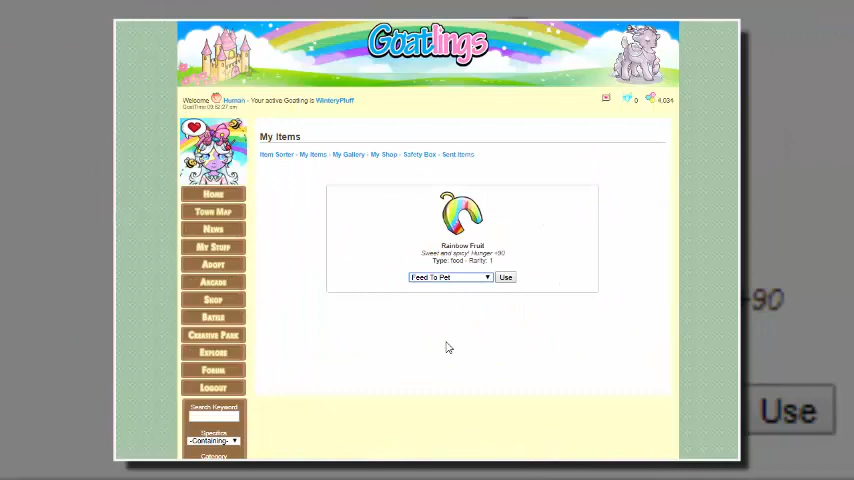 Goatlings
Welcome Human - Your active Goatling is WinteryPluff
GoatTime 09:52:27 pm
0 4,034
My Items
Item Sorter - My Items - My Gallery - My Shop - Safety Box - Sent Items
Rainbow Fruit
Sweet and spicy! Hunger +90
Type: food - Rarity: 1
Feed To Pet Use
Home
Town Map
News
My Stuff
Adopt
Arcade
Shop
Battle
Creative Park
Explore
Forum
Logout
Search Keyword
Specifics
-Containing-
Category
+90
Use